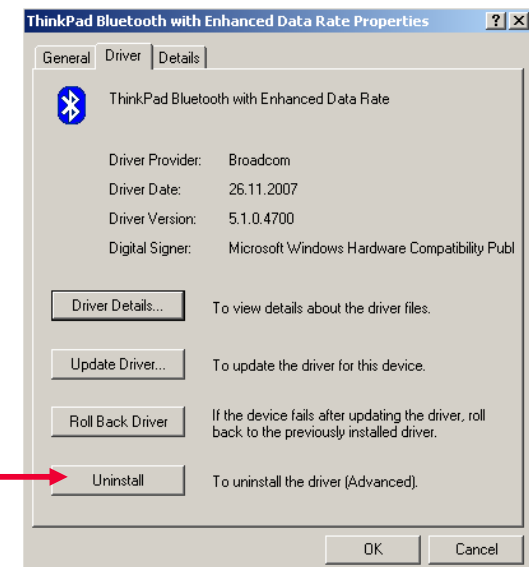 ThinkPad Bluetooth with Enhanced Data Rate Properties
General Driver Details
ThinkPad Bluetooth with Enhanced Data Rate
Driver Provider: Broadcom
Driver Date: 26.11.2007
Driver Version: 5.1.0.4700
Digital Signer: Microsoft Windows Hardware Compatibility Publ
Driver Details... To view details about the driver files.
Update Driver... To update the driver for this device.
Roll Back Driver If the device fails after updating the driver, roll
back to the previously installed driver.
Uninstall To uninstall the driver (Advanced).
OK Cancel